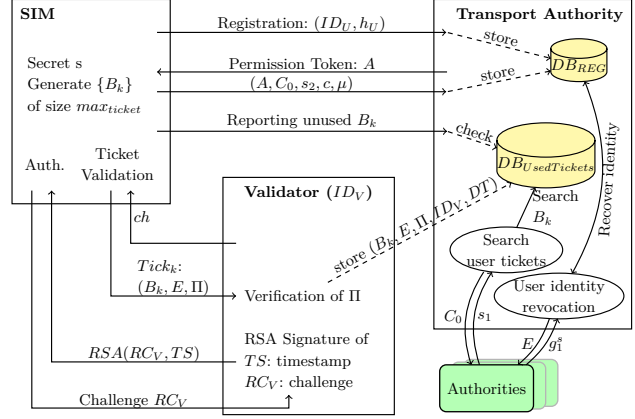 SIM
Transport Authority
Registration: (ID_U, h_U)
store
DB_REG
Secret s
Generate {B_k}
of size max_ticket
Permission Token: A
store
(A, C_0, s_2, c, μ)
Reporting unused B_k
check
DB_UsedTickets
Recover identity
Auth.
Ticket
Validation
Validator (ID_V)
ch
store (B_k, E, Π, ID_V, DT)
Search
B_k
Search
user tickets
Tick_k:
(B_k, E, Π)
Verification of Π
User identity
revocation
C_0
s_1
E
g_1^s
RSA Signature of
TS: timestamp
RC_V: challenge
RSA(RC_V, TS)
Challenge RC_V
Authorities